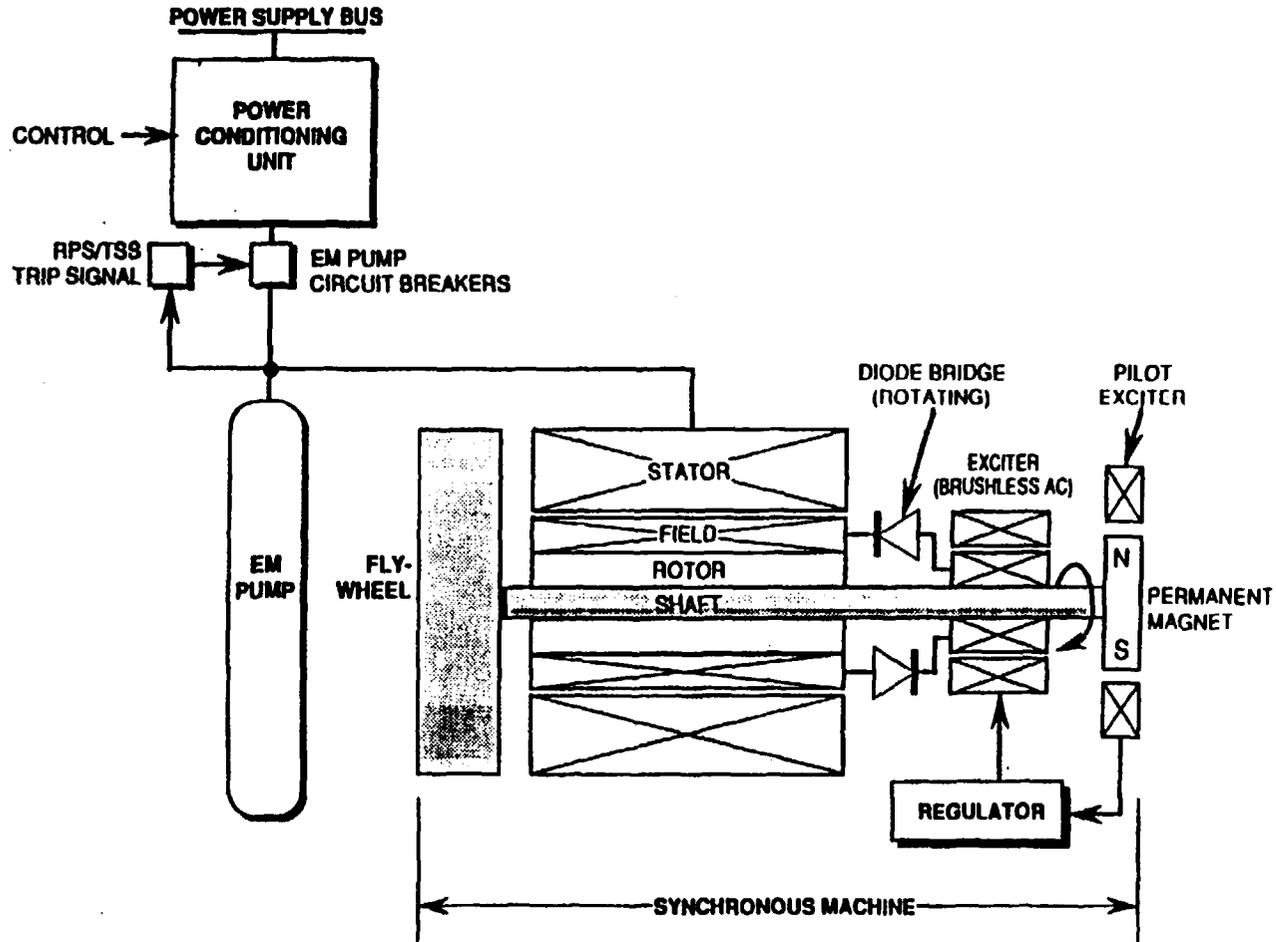 POWER SUPPLY BUS
POWER
CONDITIONING
UNIT
CONTROL
RPS/TSS
TRIP SIGNAL
EM PUMP
CIRCUIT BREAKERS
DIODE BRIDGE
(ROTATING)
PILOT
EXCITER
EXCITER
(BRUSHLESS AC)
STATOR
FIELD
ROTOR
SHAFT
EM
PUMP
FLY-
WHEEL
N
S
PERMANENT
MAGNET
REGULATOR
SYNCHRONOUS MACHINE